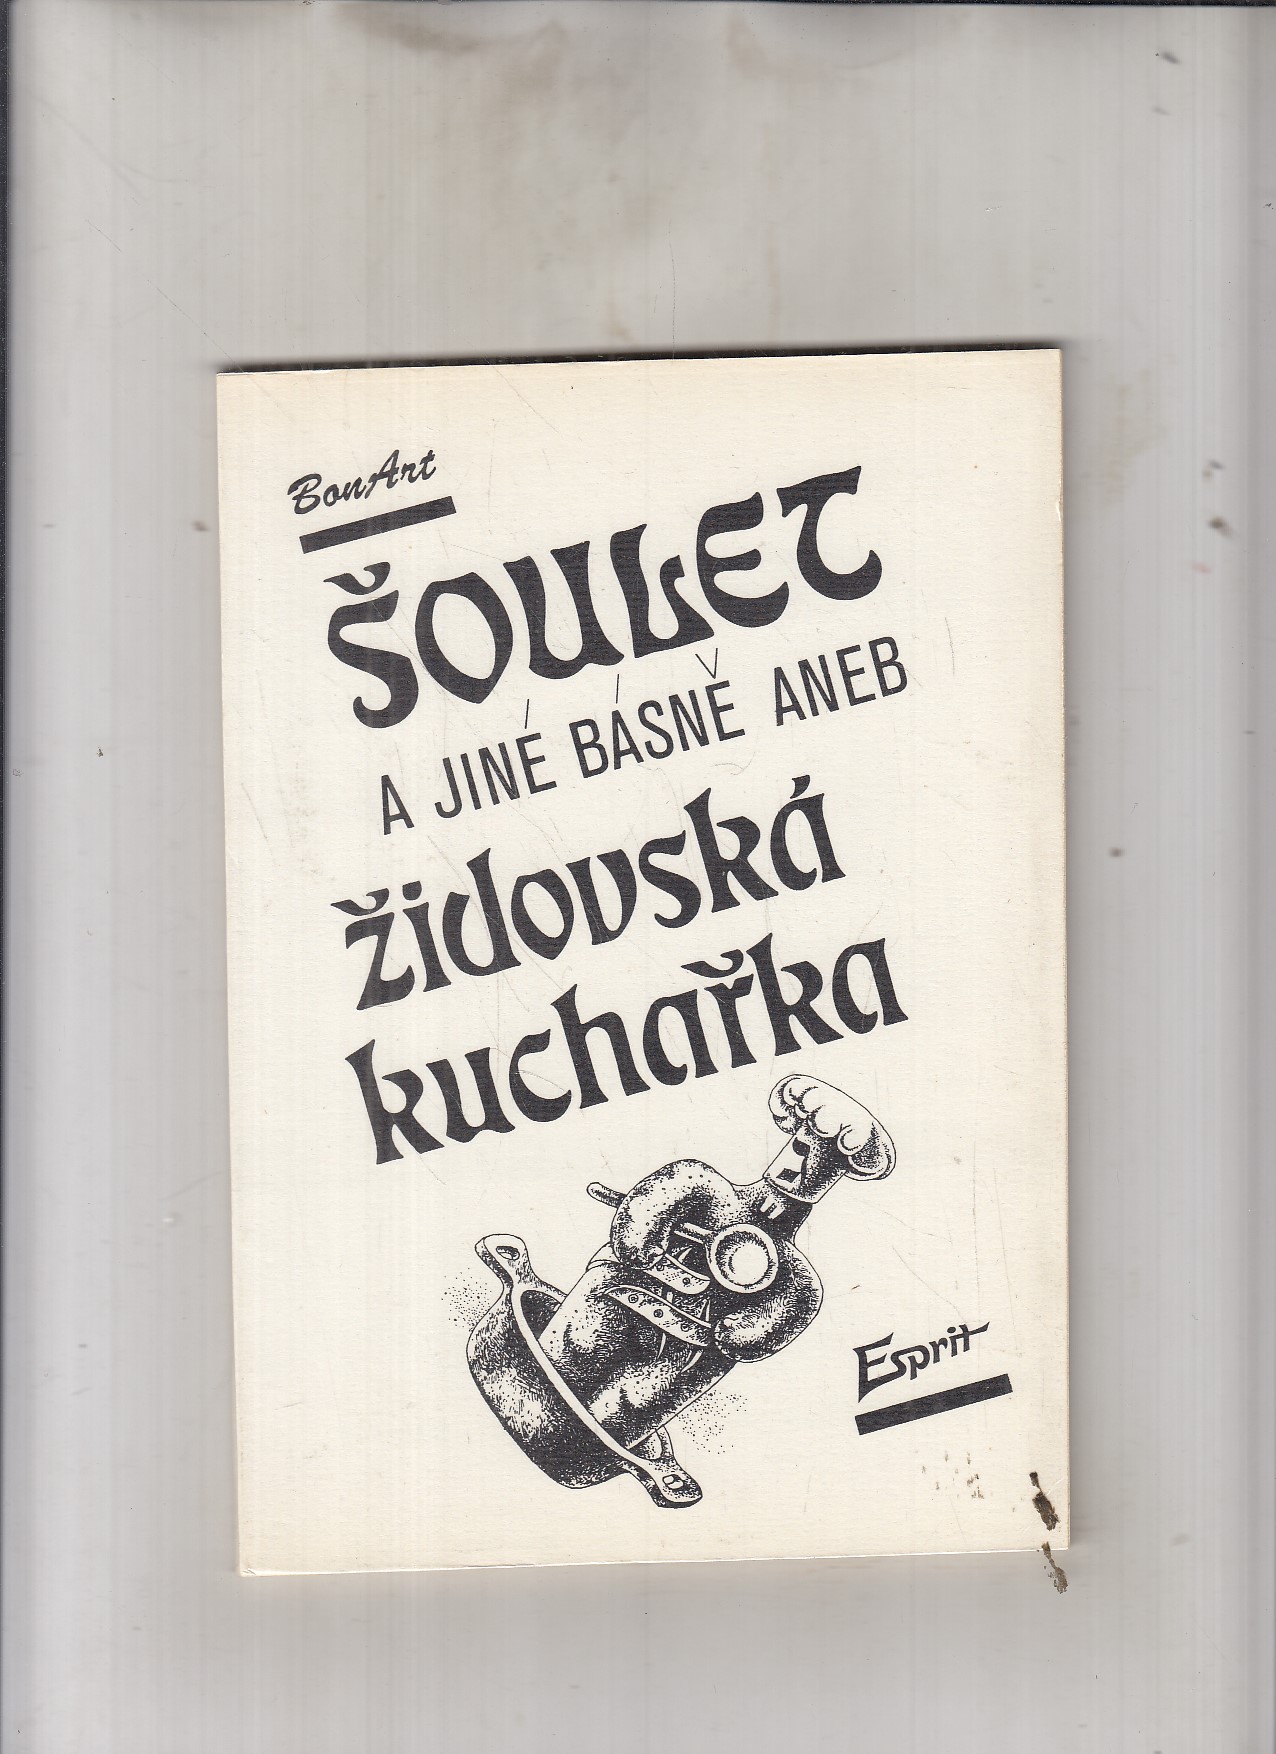 BonArt
ŠOULET
A JINÉ BÁSNĚ ANEB
židovská
kuchařka
Esprit